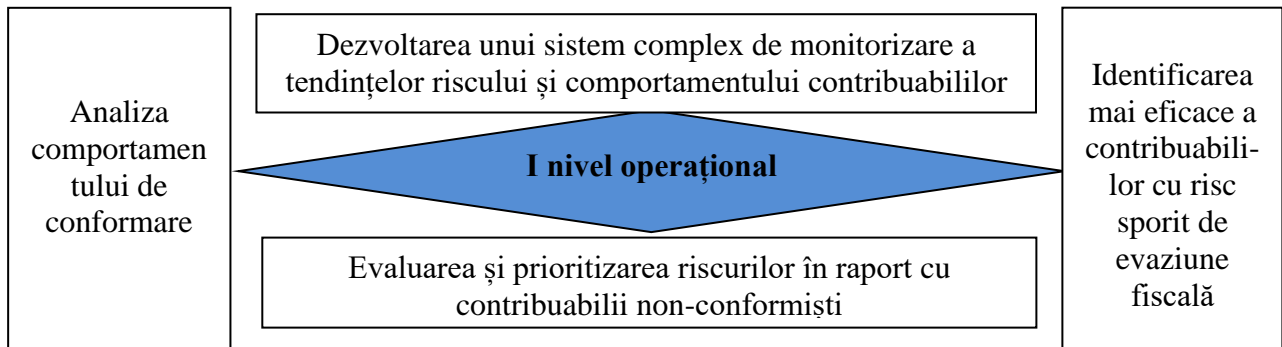 Analiza
comportamen
tului de
conformare
Dezvoltarea unui sistem complex de monitorizare a
tendințelor riscului și comportamentului contribuabililor
I nivel operațional
Evaluarea și prioritizarea riscurilor în raport cu
contribuabilii non-conformiști
Identificarea
mai eficace a
contribuabili-
lor cu risc
sporit de
evaziune
fiscală